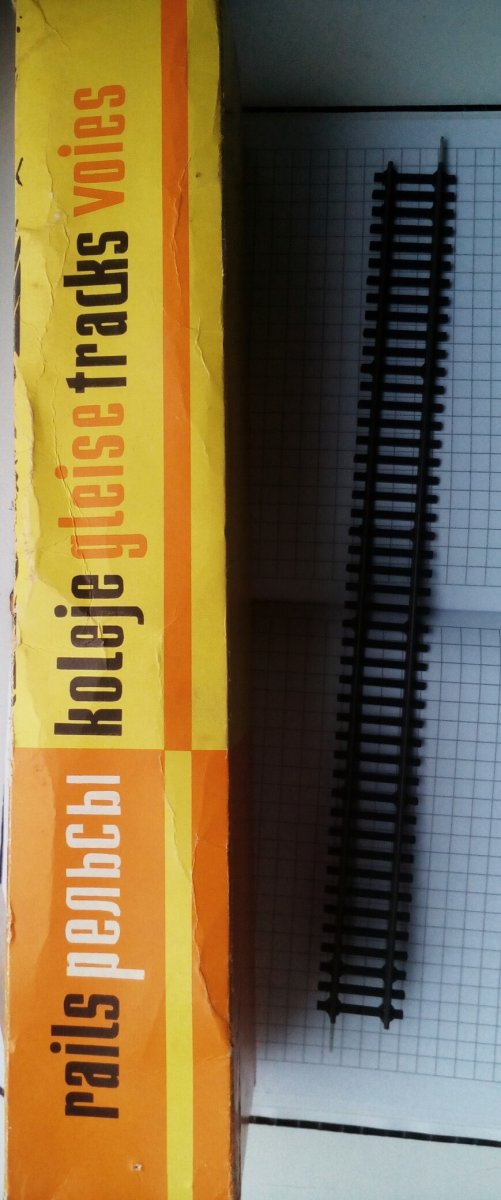 rails рельсы koleje gleise tracks voies